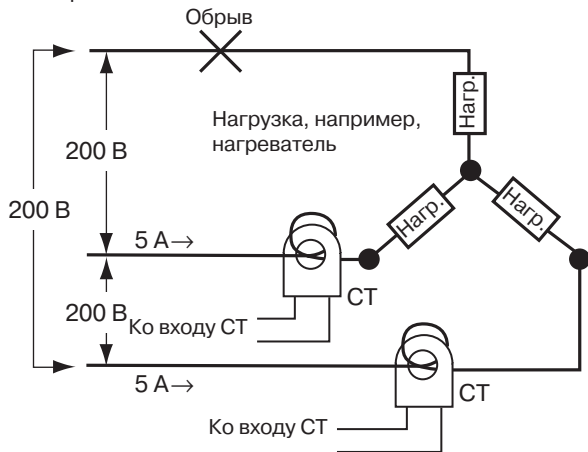 Обрыв
Нагр.
Нагрузка, например,
нагреватель
200 В
200 В
Нагр.
Нагр.
5 А→
СТ
200 В
Ко входу СТ
5 А→
СТ
Ко входу СТ